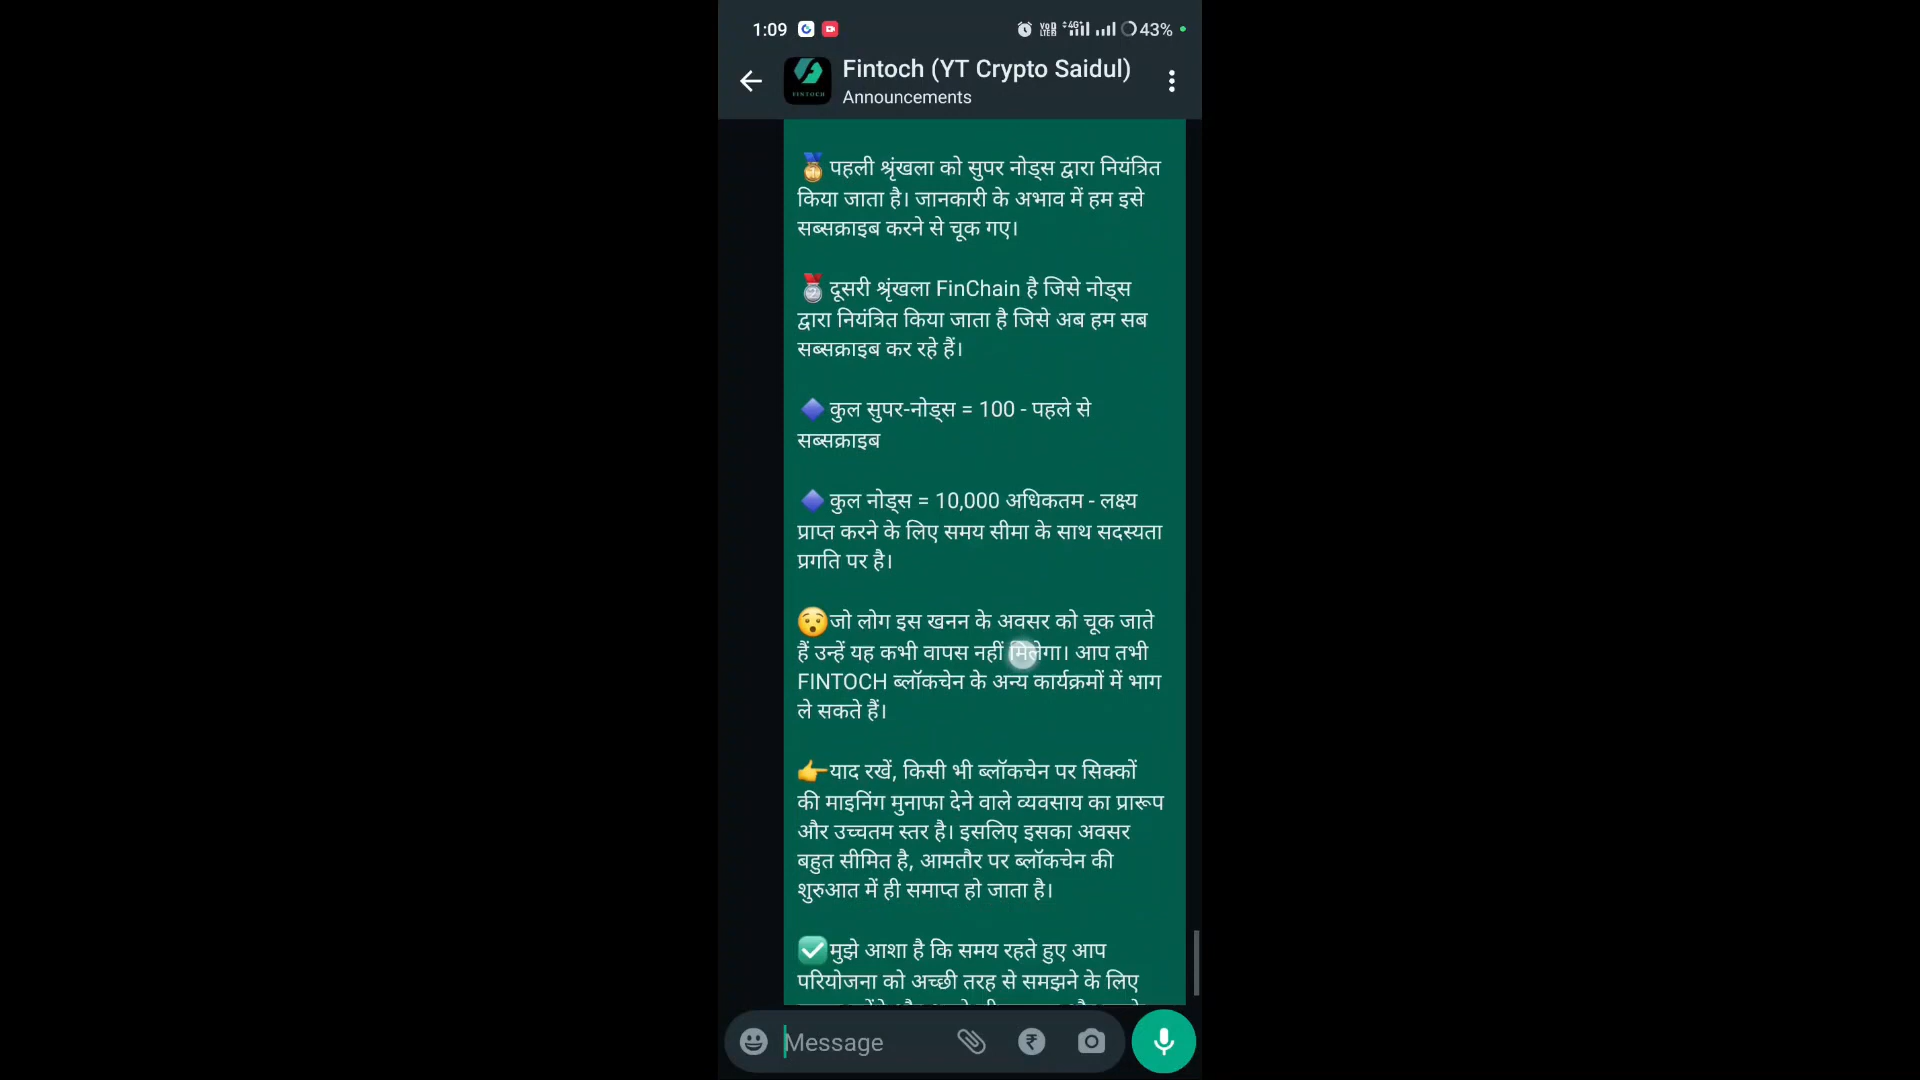 1:09
Vo) LTE2 4G 43%
Fintoch (YT Crypto Saidul)
FINTOCH
Announcements
पहली श्रृंखला को सुपर नोड्स द्वारा नियंत्रित
किया जाता है। जानकारी के अभाव में हम इसे
सब्सक्राइब करने से चूक गए।
दूसरी श्रृंखला FinChain है जिसे नोड्स
द्वारा नियंत्रित किया जाता है जिसे अब हम सब
सब्सक्राइब कर रहे हैं।
कुल सुपर-नोड्स = 100 - पहले से
सब्सक्राइब
कुल नोड्स = 10,000 अधिकतम - लक्ष्य
प्राप्त करने के लिए समय सीमा के साथ सदस्यता
प्रगति पर है।
जो लोग इस खनन के अवसर को चूक जाते
हैं उन्हें यह कभी वापस नहीं मिलेगा। आप तभी
FINTOCH ब्लॉकचेन के अन्य कार्यक्रमों में भाग
ले सकते हैं।
याद रखें, किसी भी ब्लॉकचेन पर सिक्कों
की माइनिंग मुनाफा देने वाले व्यवसाय का प्रारूप
और उच्चतम स्तर है। इसलिए इसका अवसर
बहुत सीमित है, आमतौर पर ब्लॉकचेन की
शुरुआत में ही समाप्त हो जाता है।
मुझे आशा है कि समय रहते हुए आप
परियोजना को अच्छी तरह से समझने के लिए
Message